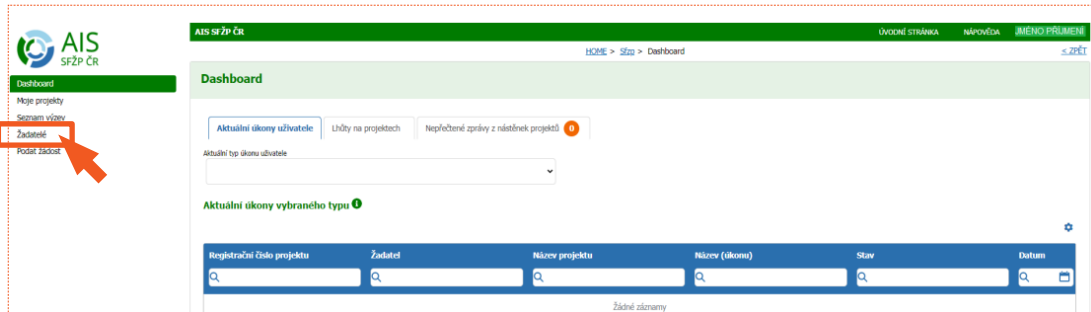 AIS
SFŽP ČR
Dashboard
Moje projekty
Seznam výzev
Žadatelé
Podat žádost
AIS SFŽP ČR
ÚVODNÍ STRÁNKA
NÁPOVĚDA
JMÉNO PŘÍJMENÍ
HOME > Sfzp > Dashboard
< ZPĚT
Dashboard
Aktuální úkony uživatele
Lhůty na projektech
Nepřečtené zprávy z nástěnek projektů 0
Aktuální typ úkonu uživatele
Aktuální úkony vybraného typu
Registrační číslo projektu
Žadatel
Název projektu
Název (úkonu)
Stav
Datum
Žádné záznamy